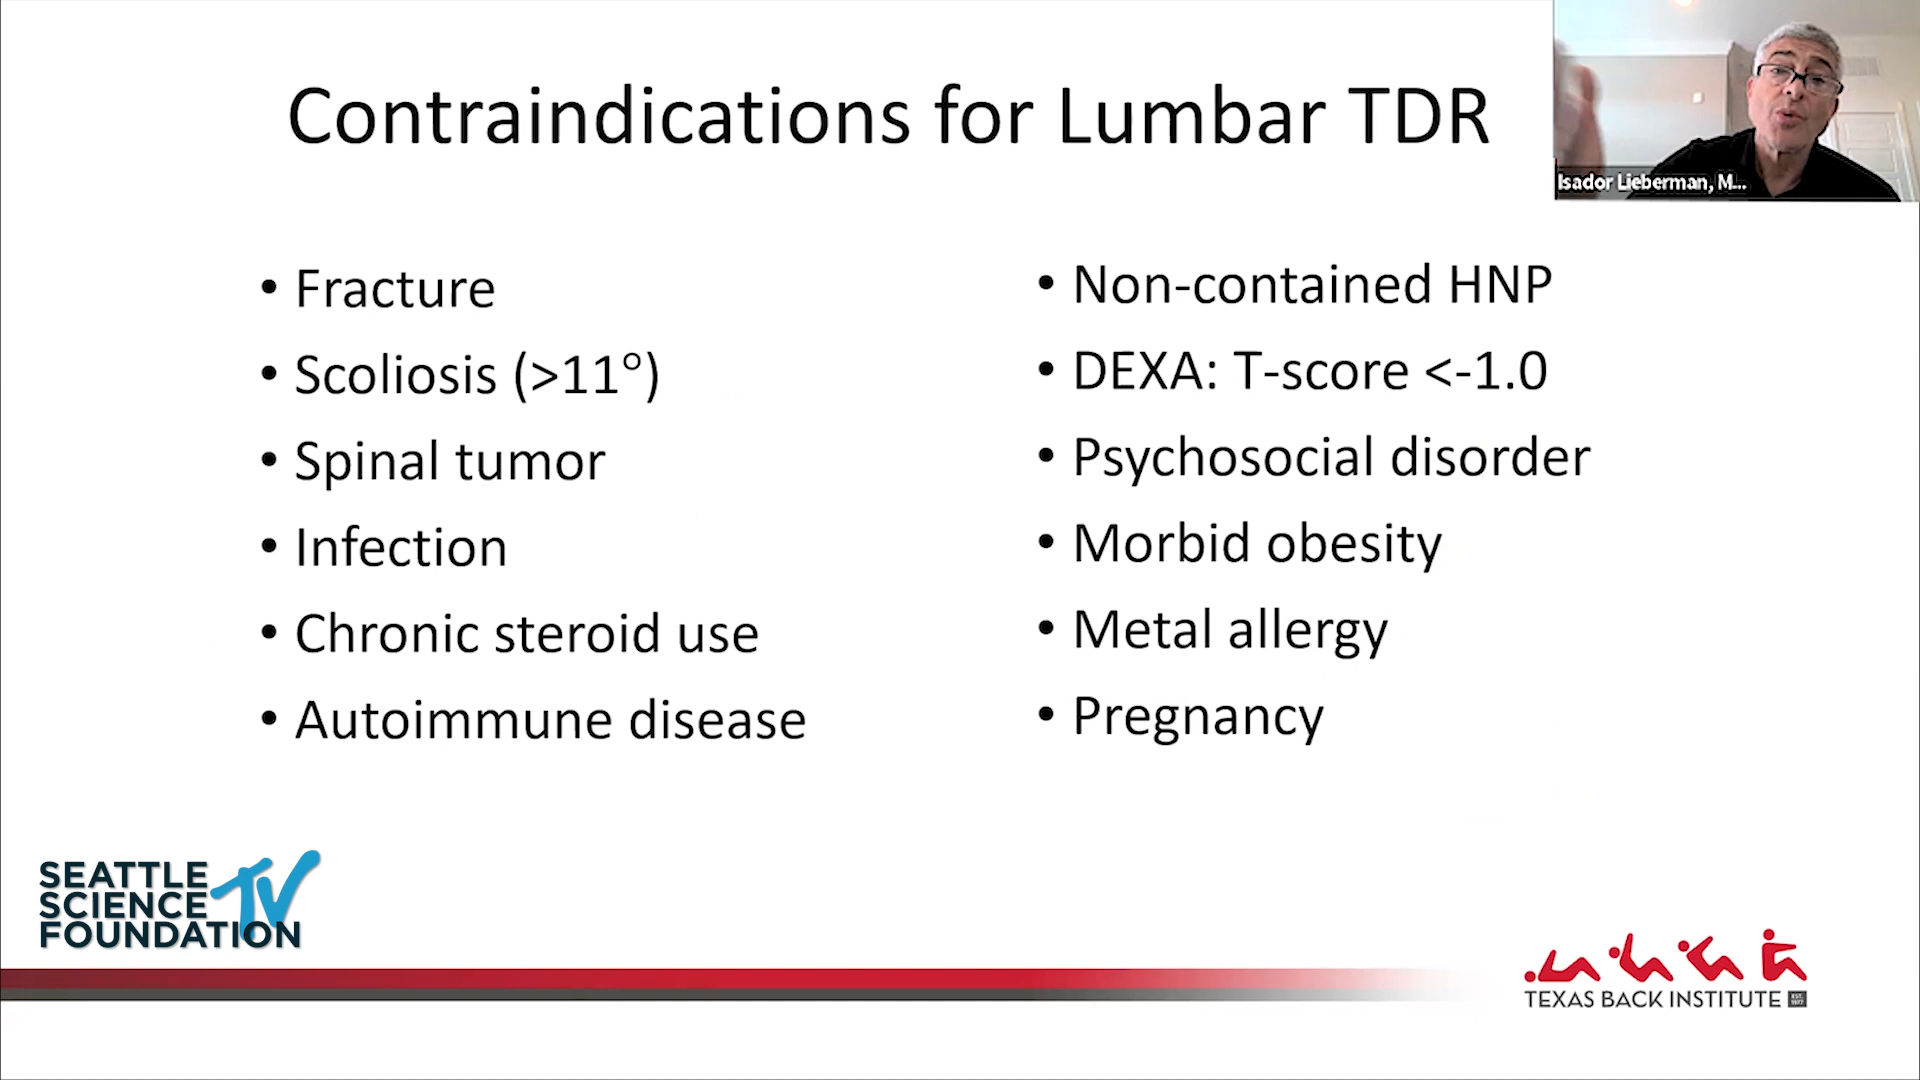 Contraindications for Lumbar TDR
Isador Lieberman, M...
• Fracture
• Scoliosis (>11°)
• Spinal tumor
• Infection
• Chronic steroid use
• Autoimmune disease
• Non-contained HNP
• DEXA: T-score <-1.0
• Psychosocial disorder
• Morbid obesity
• Metal allergy
• Pregnancy
SEATTLE
SCIENCE
FOUNDATION
TV
TEXAS BACK INSTITUTE
EST.
1977